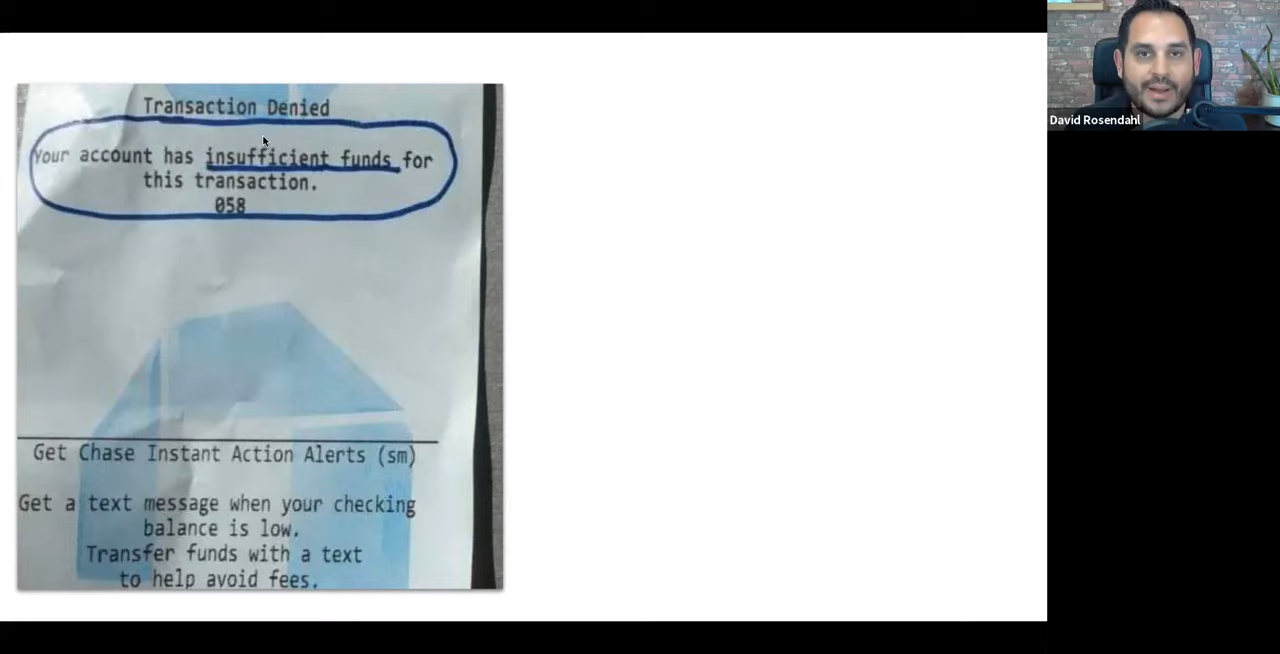 Transaction Denied
Your account has insufficient funds for
this transaction.
058
Get Chase Instant Action Alerts (sm)
Get a text message when your checking
balance is low.
Transfer funds with a text
to help avoid fees.
David Rosendahl